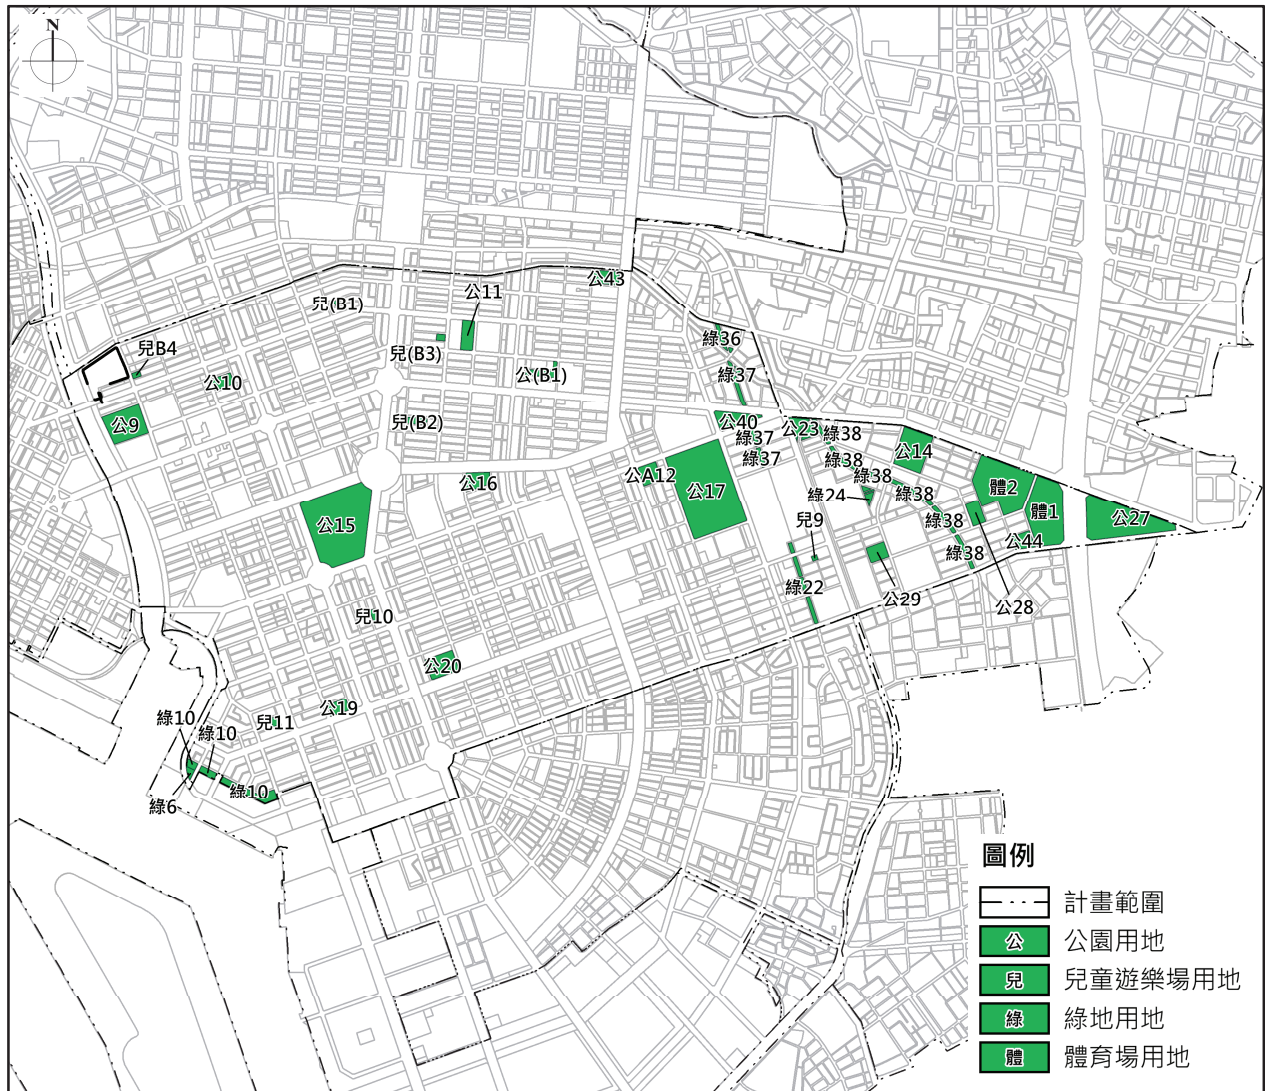 N
公43
公11
兒(B1)
綠36
兒B4
兒(B3)
公10
公(B1)
綠37
公9
兒(B2)
公40
公23
綠38
綠37
綠37
綠38
公14
公A12
公16
公17
綠38
綠24
綠38
體2
公15
兒9
綠38
體1
公27
公44
綠38
綠22
公29
公28
兒10
公20
公19
兒11
綠10
綠10
綠6
綠10
圖例
計畫範圍
公 公園用地
兒 兒童遊樂場用地
綠 綠地用地
體 體育場用地